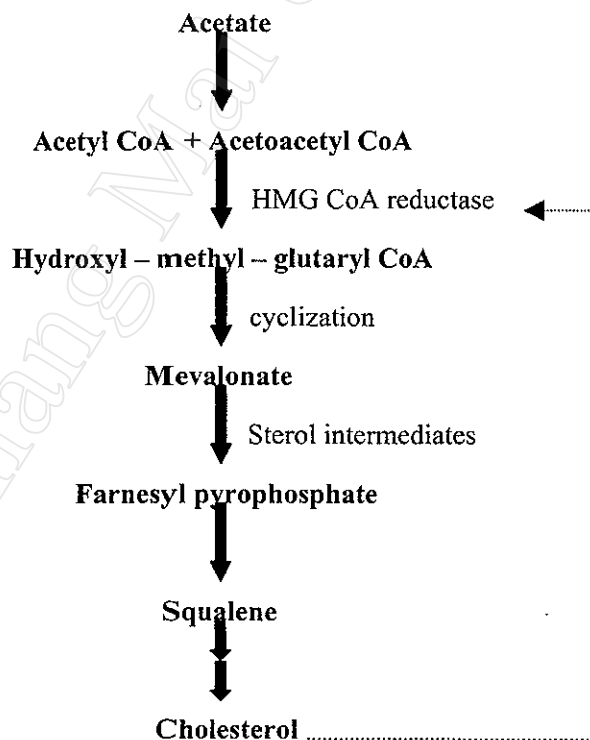 Acetate
Acetyl CoA + Acetoacetyl CoA
HMG CoA reductase
Hydroxyl – methyl – glutaryl CoA
cyclization
Mevalonate
Sterol intermediates
Farnesyl pyrophosphate
Squalene
Cholesterol